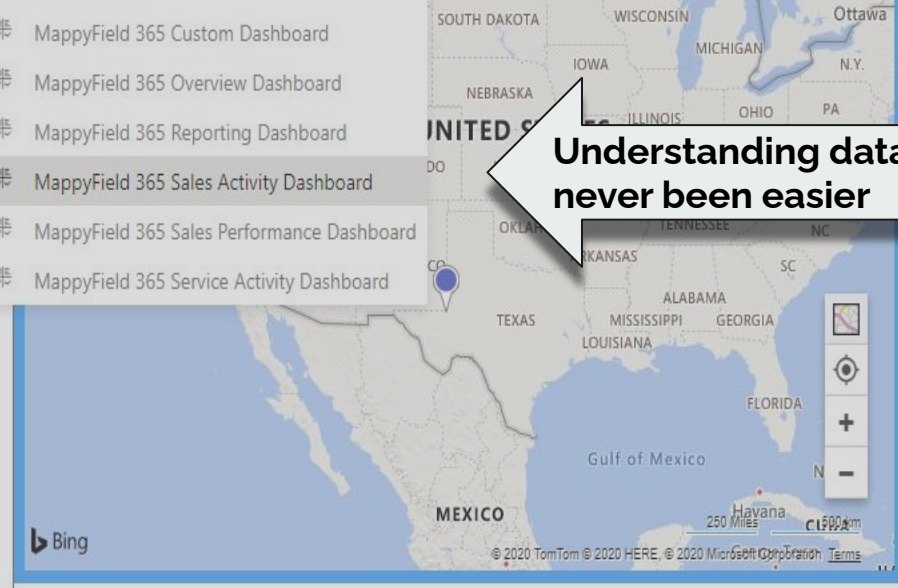 MappyField 365 Custom Dashboard
MappyField 365 Overview Dashboard
MappyField 365 Reporting Dashboard
MappyField 365 Sales Activity Dashboard
MappyField 365 Sales Performance Dashboard
MappyField 365 Service Activity Dashboard
Understanding data
never been easier
SOUTH DAKOTA
WISCONSIN
Ottawa
MICHIGAN
N.Y.
IOWA
NEBRASKA
ILLINOIS
OHIO
PA
UNITED
TENNESSEE
NC
SC
TEXAS
ALABAMA
MISSISSIPPI
GEORGIA
LOUISIANA
FLORIDA
Gulf of Mexico
MEXICO
Havana
250 Miles
500 km
Bing
© 2020 TomTom © 2020 HERE, © 2020 Microsoft Corporation Terms